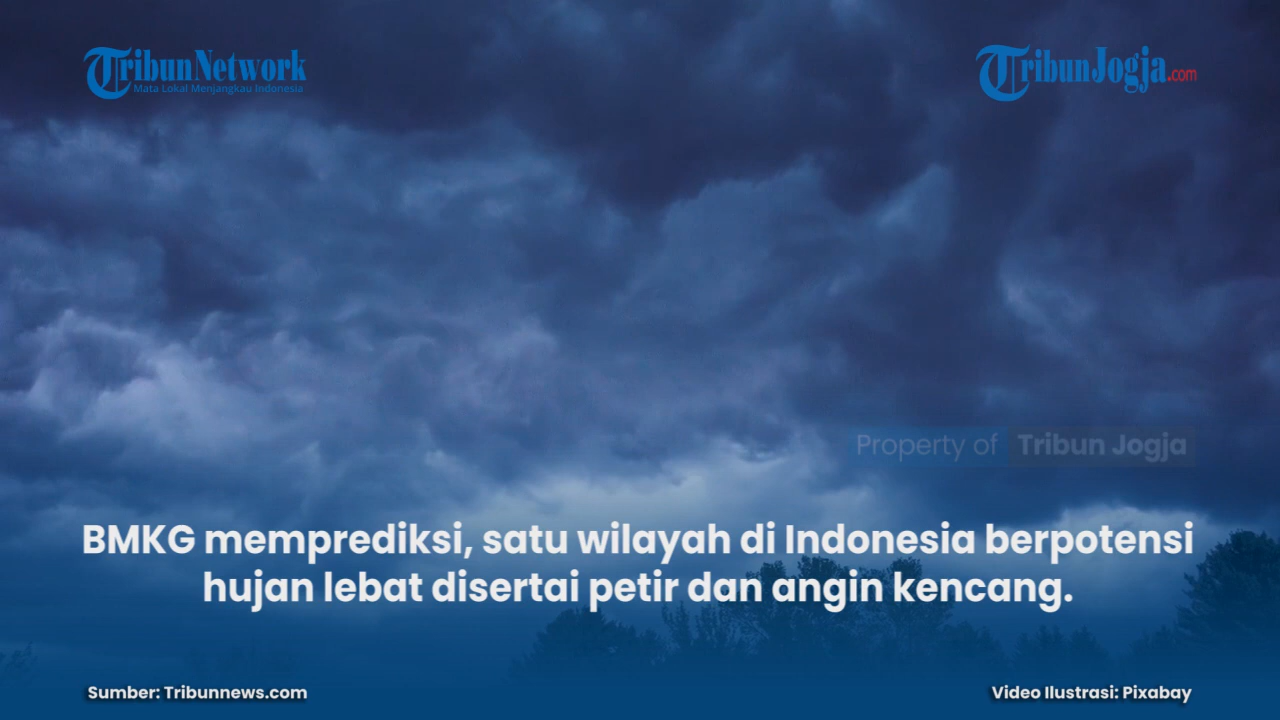 TribunNetwork
Mata Lokal Menjangkau Indonesia
TribunJogja.com
Property of Tribun Jogja
BMKG memprediksi, satu wilayah di Indonesia berpotensi
hujan lebat disertai petir dan angin kencang.
Sumber: Tribunnews.com
Video Ilustrasi: Pixabay